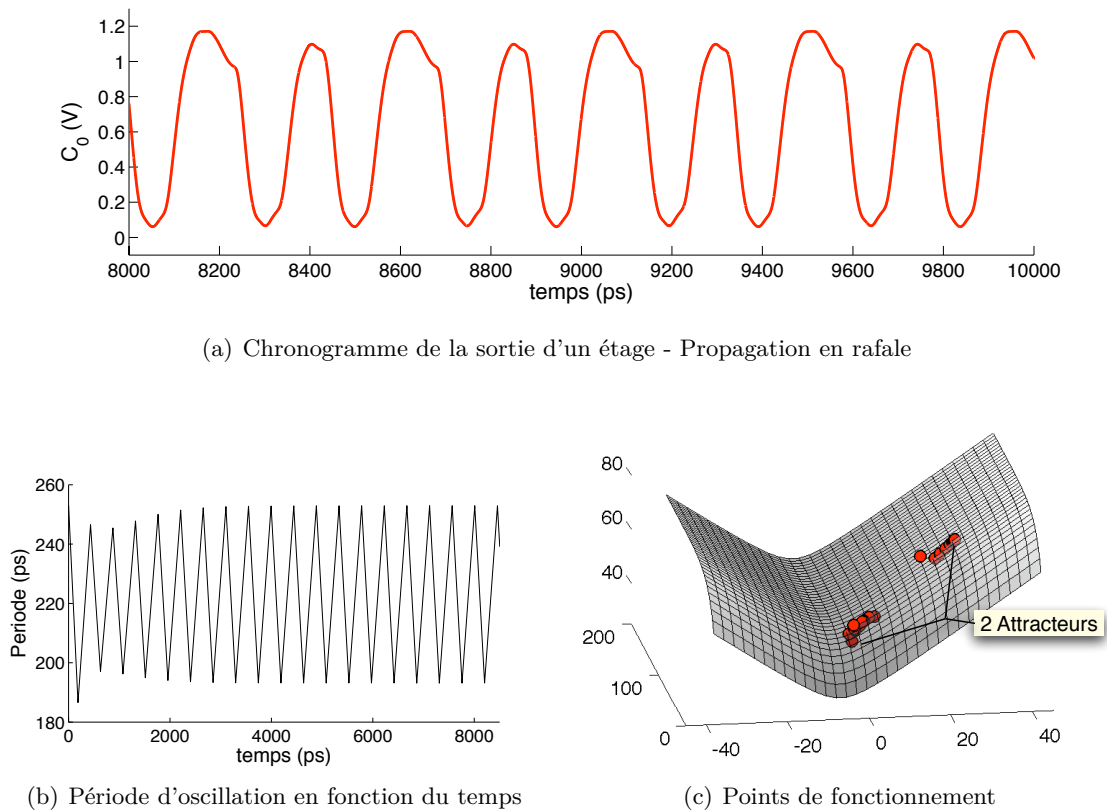 1.2
1
0.8
0.6
0.4
0.2
0
C_0 (V)
8000 8200 8400 8600 8800 9000 9200 9400 9600 9800 10000
temps (ps)
(a) Chronogramme de la sortie d'un étage - Propagation en rafale
260
240
220
200
180
Periode (ps)
0 2000 4000 6000 8000
temps (ps)
(b) Période d'oscillation en fonction du temps
80
60
40
200
100
0
-40 -20 0 20 40
2 Attracteurs
(c) Points de fonctionnement